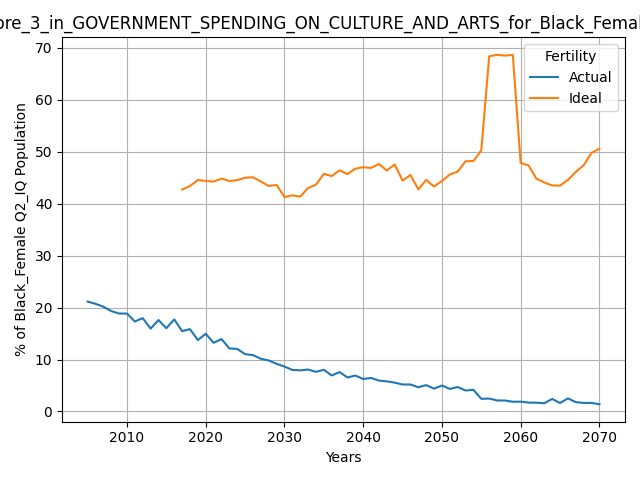 ore_3_in_GOVERNMENT_SPENDING_ON_CULTURE_AND_ARTS_for_Black_Femal
Fertility
Actual
Ideal
% of Black_Female Q2_IQ Population
70
60
50
40
30
20
10
0
2010 2020 2030 2040 2050 2060 2070
Years